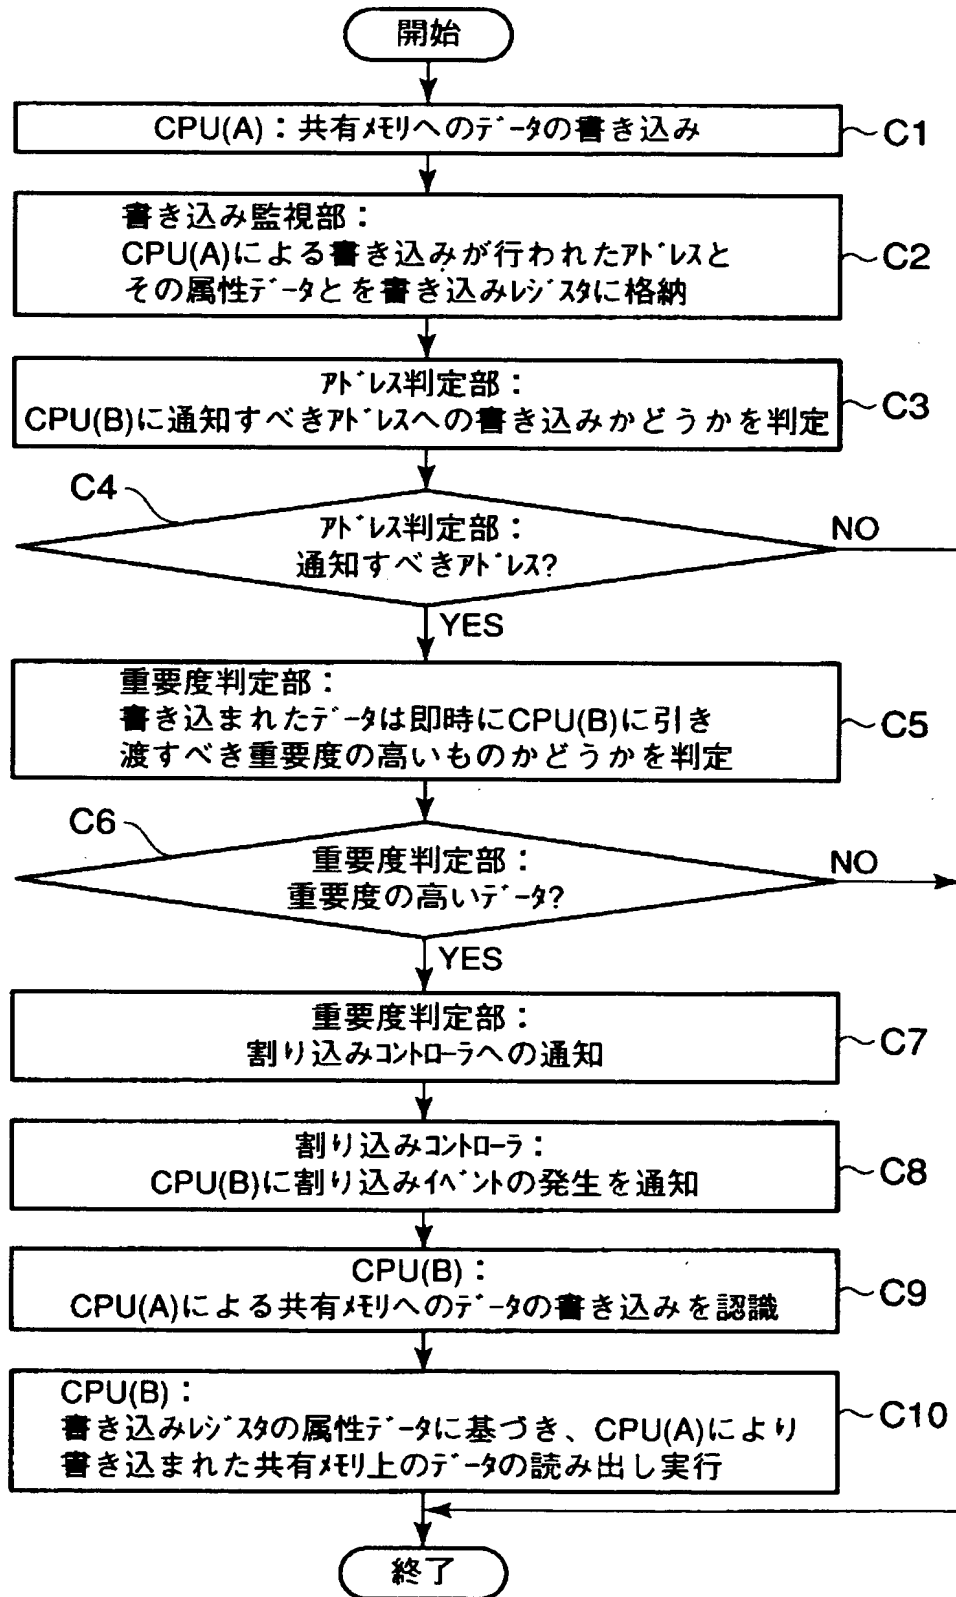 開始
CPU(A)：共有ﾒﾓﾘへのﾃﾞｰﾀの書き込み
C1
書き込み監視部：
CPU(A)による書き込みが行われたｱﾄﾞﾚｽと
その属性ﾃﾞｰﾀとを書き込みﾚｼﾞｽﾀに格納
C2
ｱﾄﾞﾚｽ判定部：
CPU(B)に通知すべきｱﾄﾞﾚｽへの書き込みかどうかを判定
C3
C4
ｱﾄﾞﾚｽ判定部：
通知すべきｱﾄﾞﾚｽ?
NO
YES
重要度判定部：
書き込まれたﾃﾞｰﾀは即時にCPU(B)に引き
渡すべき重要度の高いものかどうかを判定
C5
C6
重要度判定部：
重要度の高いﾃﾞｰﾀ?
NO
YES
重要度判定部：
割り込みｺﾝﾄﾛｰﾗへの通知
C7
割り込みｺﾝﾄﾛｰﾗ：
CPU(B)に割り込みｲﾍﾞﾝﾄの発生を通知
C8
CPU(B)：
CPU(A)による共有ﾒﾓﾘへのﾃﾞｰﾀの書き込みを認識
C9
CPU(B)：
書き込みﾚｼﾞｽﾀの属性ﾃﾞｰﾀに基づき、CPU(A)により
書き込まれた共有ﾒﾓﾘ上のﾃﾞｰﾀの読み出し実行
C10
終了